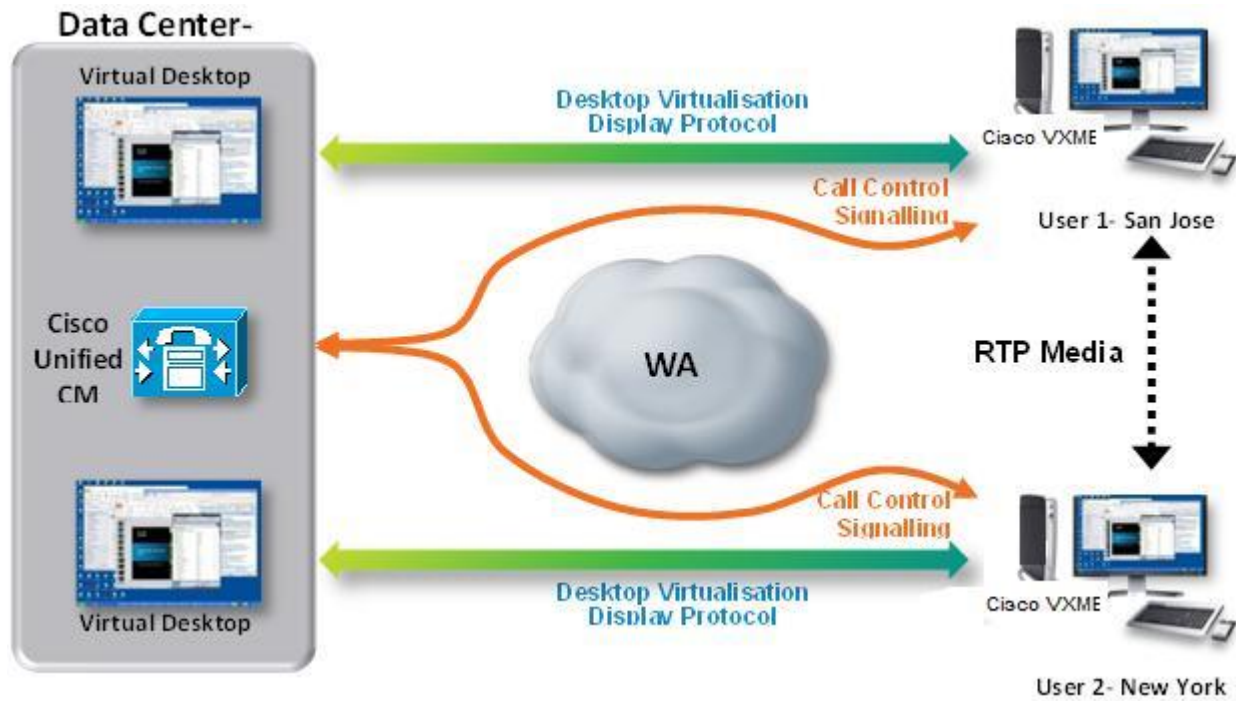 Data Center-
Virtual Desktop
Desktop Virtualisation
Display Protocol
Cisco VXME
Call Control
Signalling
User 1- San Jose
Cisco
Unified
CM
WA
RTP Media
Call Control
Signalling
Cisco VXME
Virtual Desktop
Desktop Virtualisation
Display Protocol
User 2- New York